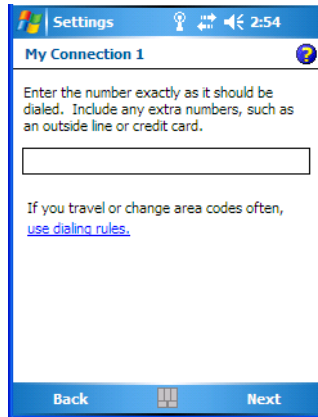 Settings 2:54
My Connection 1
Enter the number exactly as it should be
dialed. Include any extra numbers, such as
an outside line or credit card.
If you travel or change area codes often,
use dialing rules.
Back Next